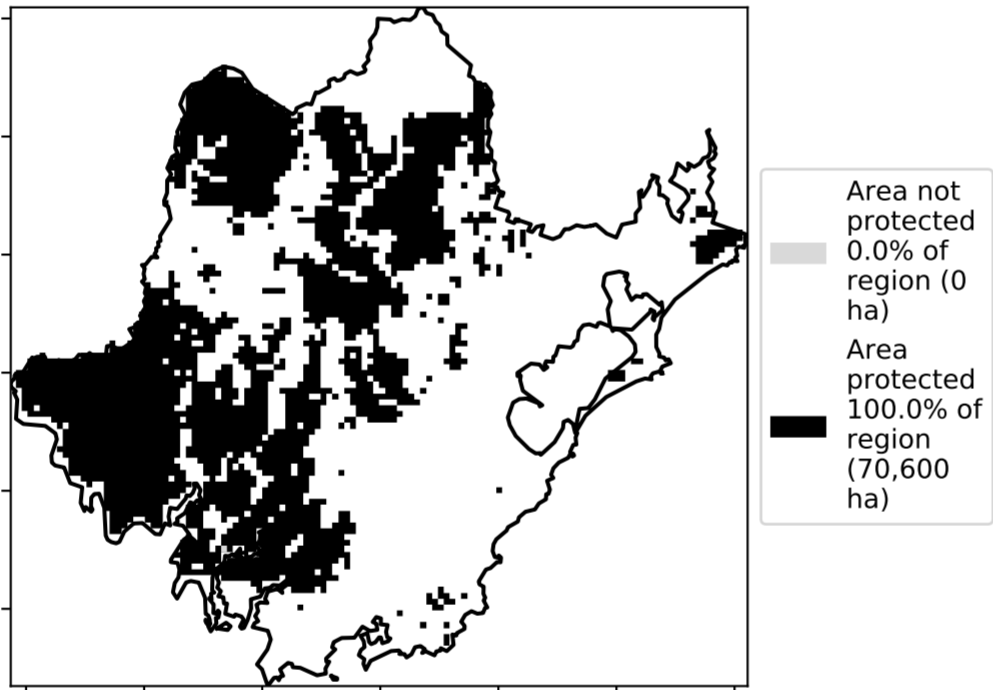 Area not
protected
0.0% of
region (0
ha)
Area
protected
100.0% of
region
(70,600
ha)